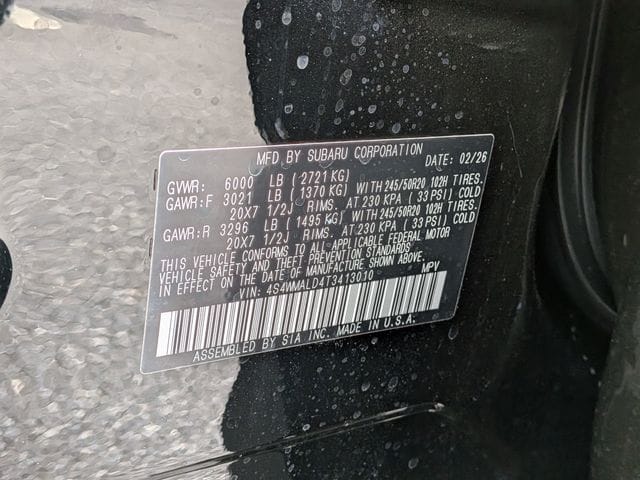 MFD.BY SUBARU CORPORATION DATE: 02/26
GVWR: 6000 LB ( 2721 KG)
GAWR:F 3021 LB ( 1370 KG) WITH 245/50R20 102H TIRES.
20X7 1/2J RIMS. AT 230 KPA ( 33 PSI) COLD
GAWR:R 3296 LB ( 1495 KG) WITH 245/50R20 102H TIRES.
20X7 1/2J RIMS. AT 230 KPA ( 33 PSI) COLD
THIS VEHICLE CONFORMS TO ALL APPLICABLE FEDERAL MOTOR
VEHICLE SAFETY AND THEFT PREVENTION STANDARDS
IN EFFECT ON THE DATE OF MANUFACTURE SHOWN ABOVE.
VIN: 4S4WMALD4T3413010 MPV
ASSEMBLED BY SIA INC. MADE IN U.S.A.